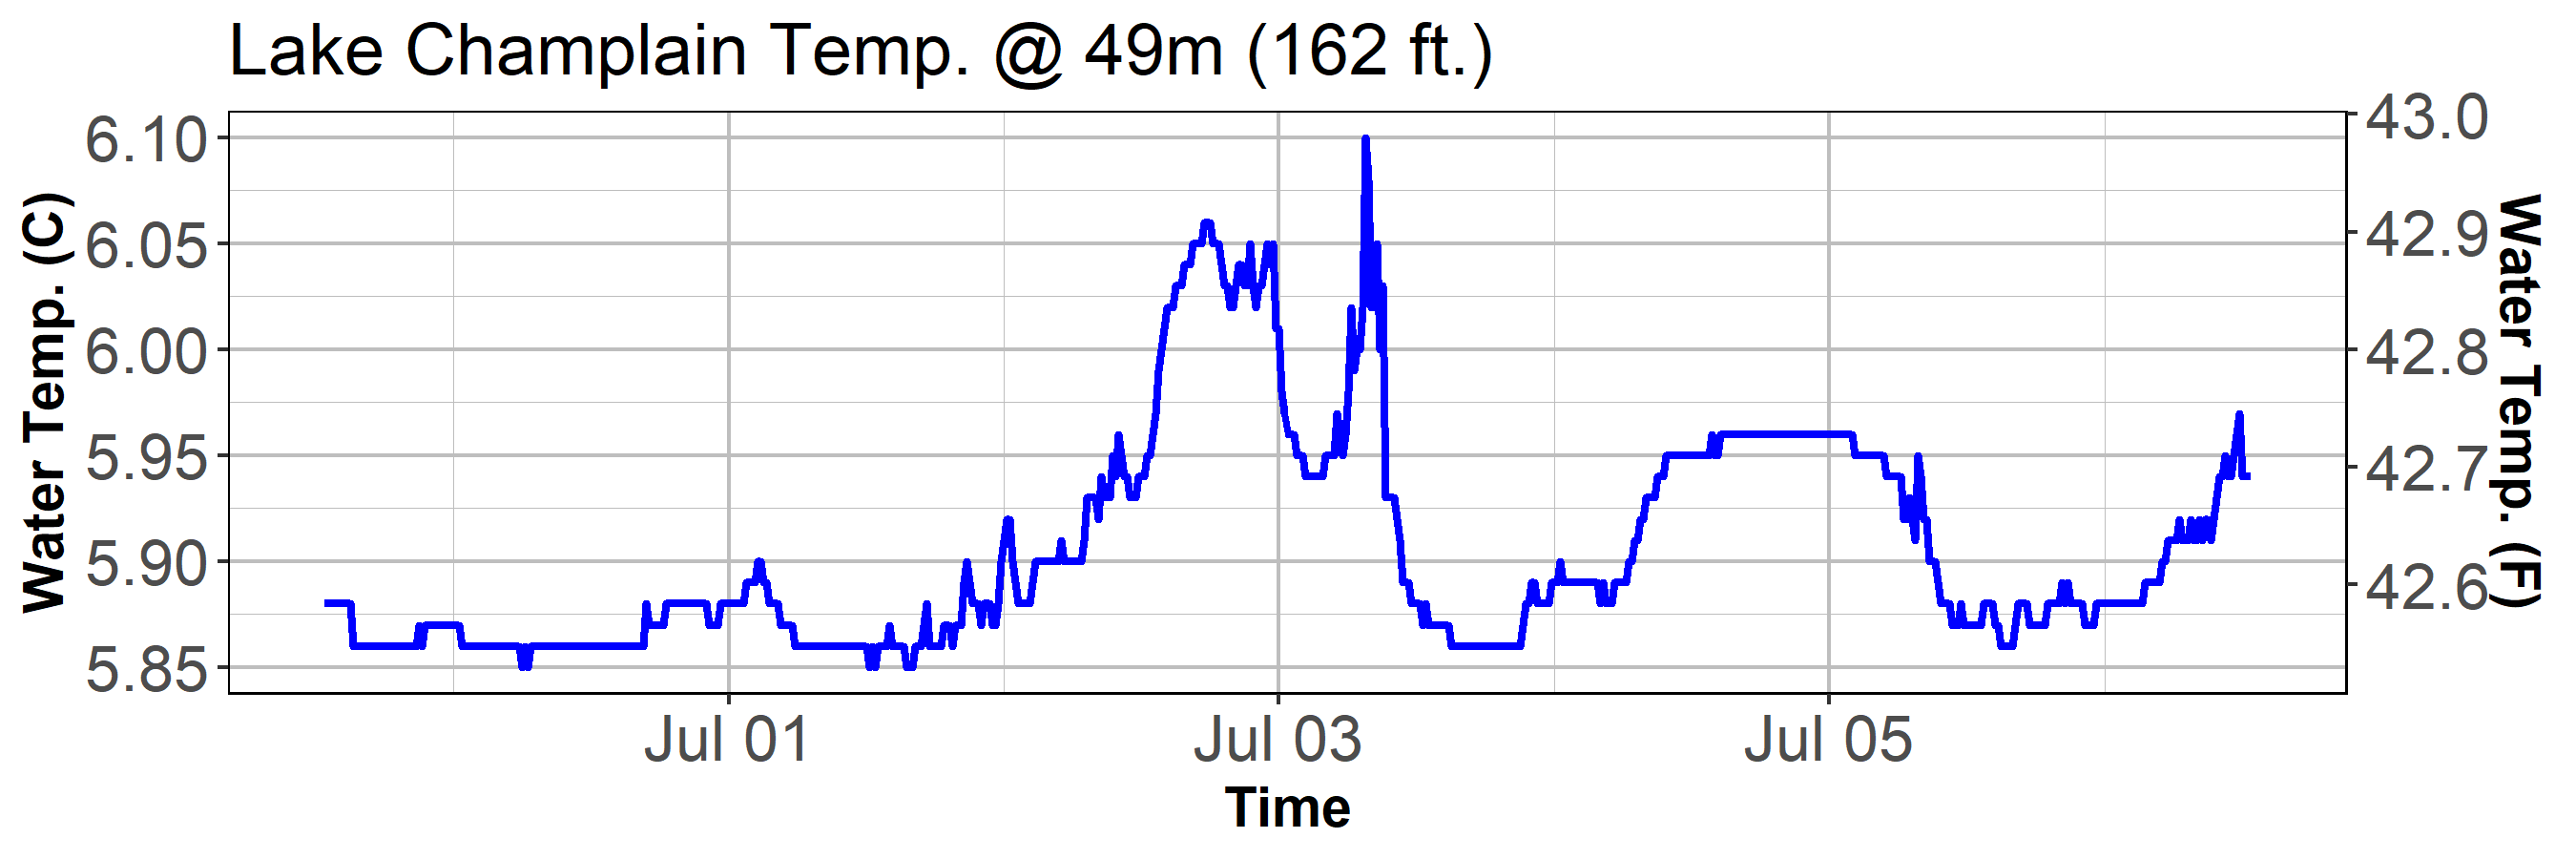 Lake Champlain Temp. @ 49m (162 ft.)
Water Temp. (C)
6.10
6.05
6.00
5.95
5.90
5.85
43.0
42.9
42.8
42.7
42.6
Water Temp. (F)
Jul 01
Jul 03
Jul 05
Time